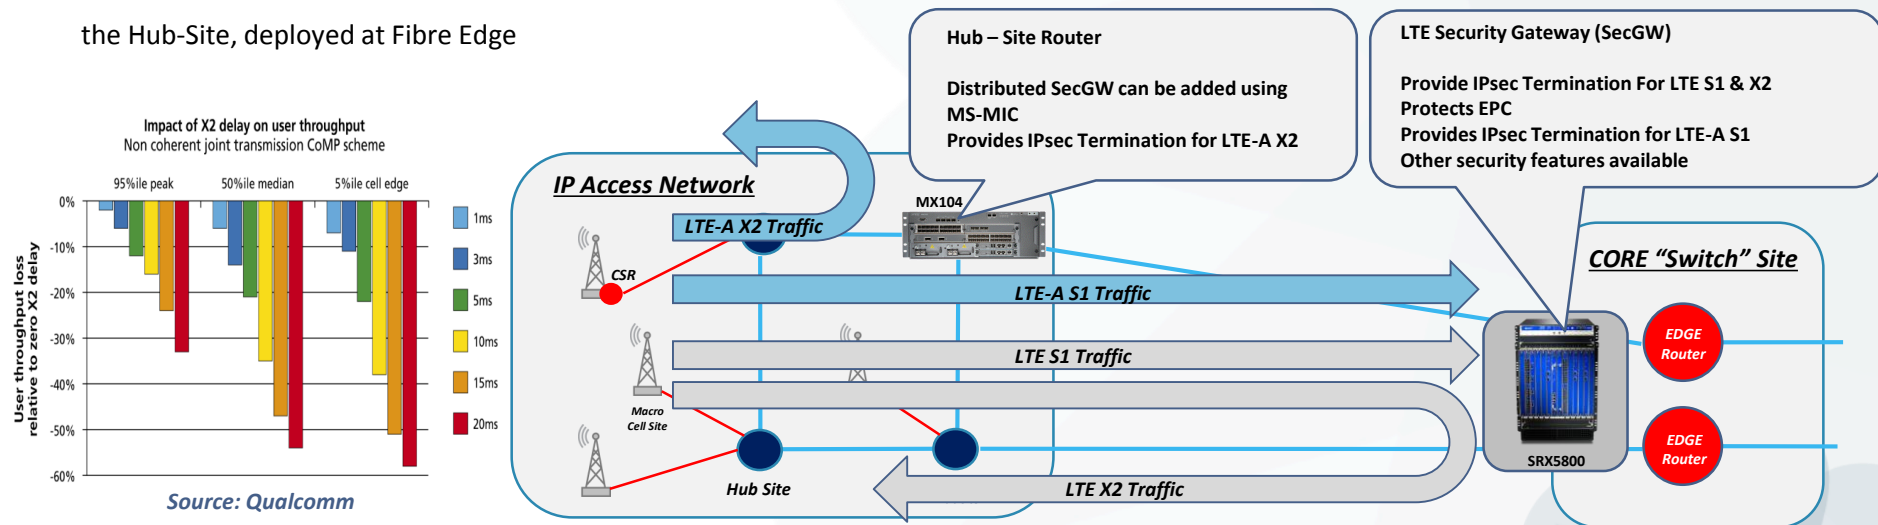 the Hub-Site, deployed at Fibre Edge
Impact of X2 delay on user throughput
Non coherent joint transmission CoMP scheme
95%ile peak
50%ile median
5%ile cell edge
0%
-10%
-20%
-30%
-40%
-50%
-60%
User throughput loss
relative to zero X2 delay
1ms
3ms
5ms
10ms
15ms
20ms
Source: Qualcomm
Hub – Site Router
Distributed SecGW can be added using
MS-MIC
Provides IPsec Termination for LTE-A X2
LTE Security Gateway (SecGW)
Provide IPsec Termination For LTE S1 & X2
Protects EPC
Provides IPsec Termination for LTE-A S1
Other security features available
IP Access Network
MX104
LTE-A X2 Traffic
CSR
LTE-A S1 Traffic
LTE S1 Traffic
Macro
Cell Site
Hub Site
LTE X2 Traffic
CORE “Switch” Site
EDGE
Router
EDGE
Router
SRX5800